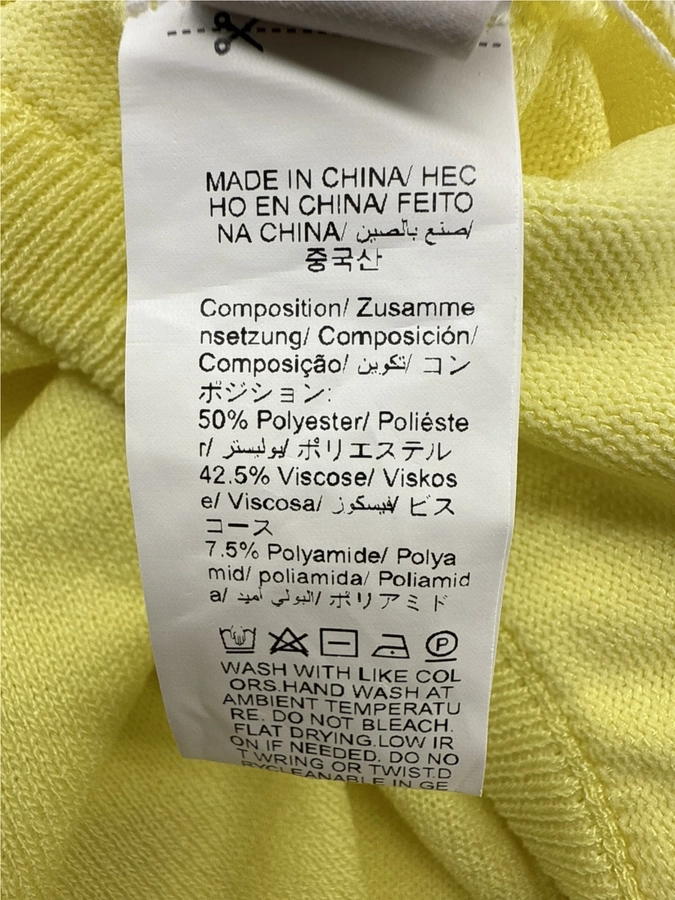 MADE IN CHINA/ HEC
HO EN CHINA/ FEITO
NA CHINA/ صنع بالصين/
중국산
Composition/ Zusamme
nsetzung/ Composición/
Composição/ تكوين/ コン
ポジション:
50% Polyester/ Poliéste
r/ بوليستر/ ポリエステル
42.5% Viscose/ Viskos
e/ Viscosa/ فيسكوز/ ビス
コース
7.5% Polyamide/ Polya
mid/ poliamida/ Poliamid
a/ البولي أميد/ ポリアミド
P
WASH WITH LIKE COL
ORS.HAND WASH AT
AMBIENT TEMPERATU
RE. DO NOT BLEACH.
FLAT DRYING.LOW IR
ON IF NEEDED. DO NO
T WRING OR TWIST.D
RYCLEANABLE IN GE